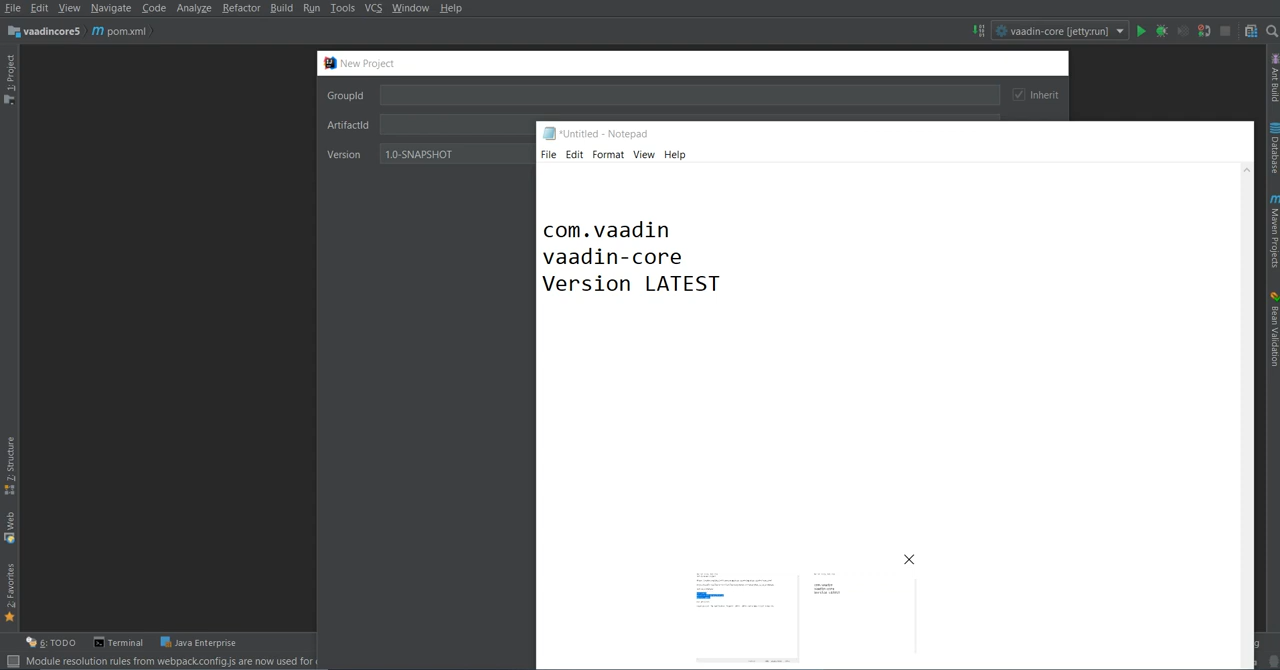 File Edit View Navigate Code Analyze Refactor Build Run Tools VCS Window Help
vaadincore5 pom.xml
vaadin-core [jetty:run]
New Project
GroupId
Inherit
ArtifactId
Version 1.0-SNAPSHOT
*Untitled - Notepad
File Edit Format View Help
com.vaadin
vaadin-core
Version LATEST
1: Project
7: Structure
Web
2: Favorites
Ant Build
Database
Maven Projects
Bean Validation
6: TODO Terminal Java Enterprise
Module resolution rules from webpack.config.js are now used for